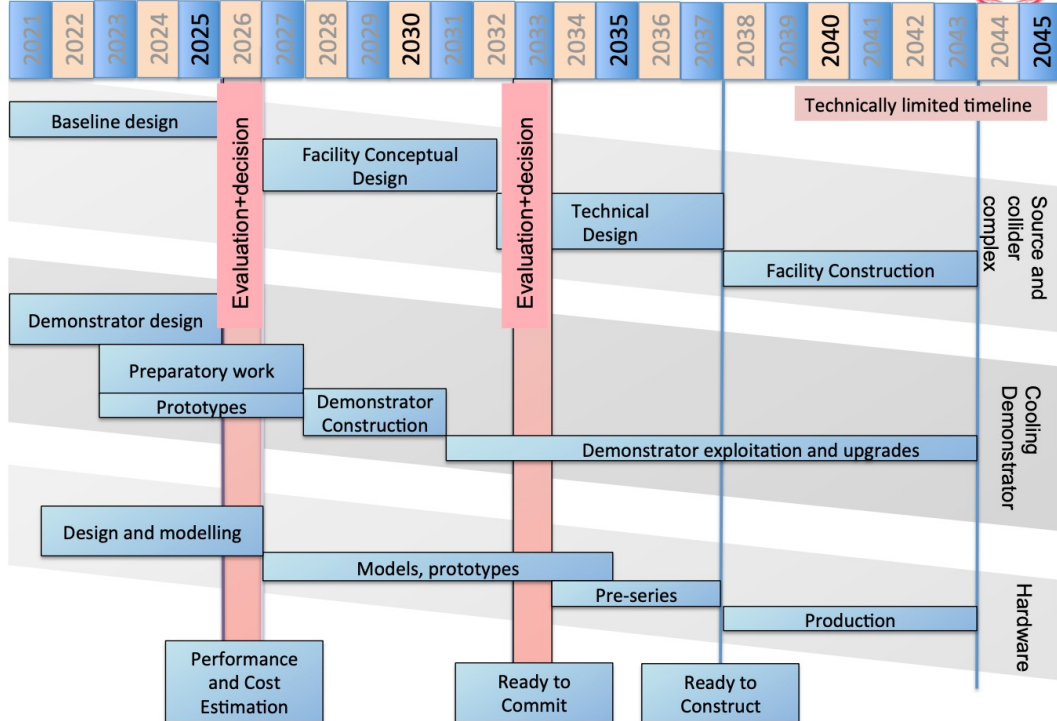 2021 2022 2023 2024 2025 2026 2027 2028 2029 2030 2031 2032 2033 2034 2035 2036 2037 2038 2039 2040 2041 2042 2043 2044 2045
Technically limited timeline
Baseline design
Evaluation+decision
Facility Conceptual
Design
Evaluation+decision
Technical
Design
Facility Construction
Source and
collider
complex
Demonstrator design
Preparatory work
Prototypes
Demonstrator
Construction
Demonstrator exploitation and upgrades
Cooling
Demonstrator
Design and modelling
Models, prototypes
Pre-series
Production
Hardware
Performance
and Cost
Estimation
Ready to
Commit
Ready to
Construct